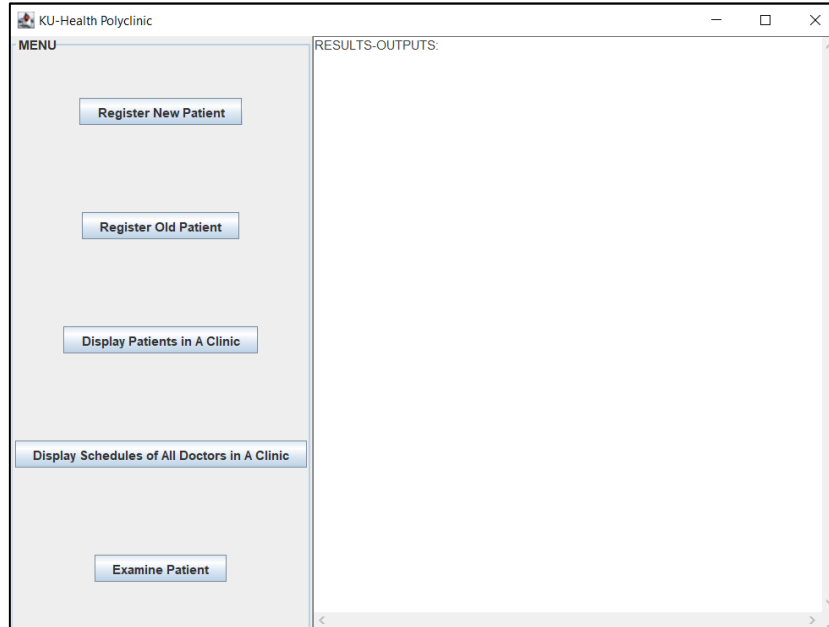 KU-Health Polyclinic
MENU
Register New Patient
Register Old Patient
Display Patients in A Clinic
Display Schedules of All Doctors in A Clinic
Examine Patient
RESULTS-OUTPUTS: